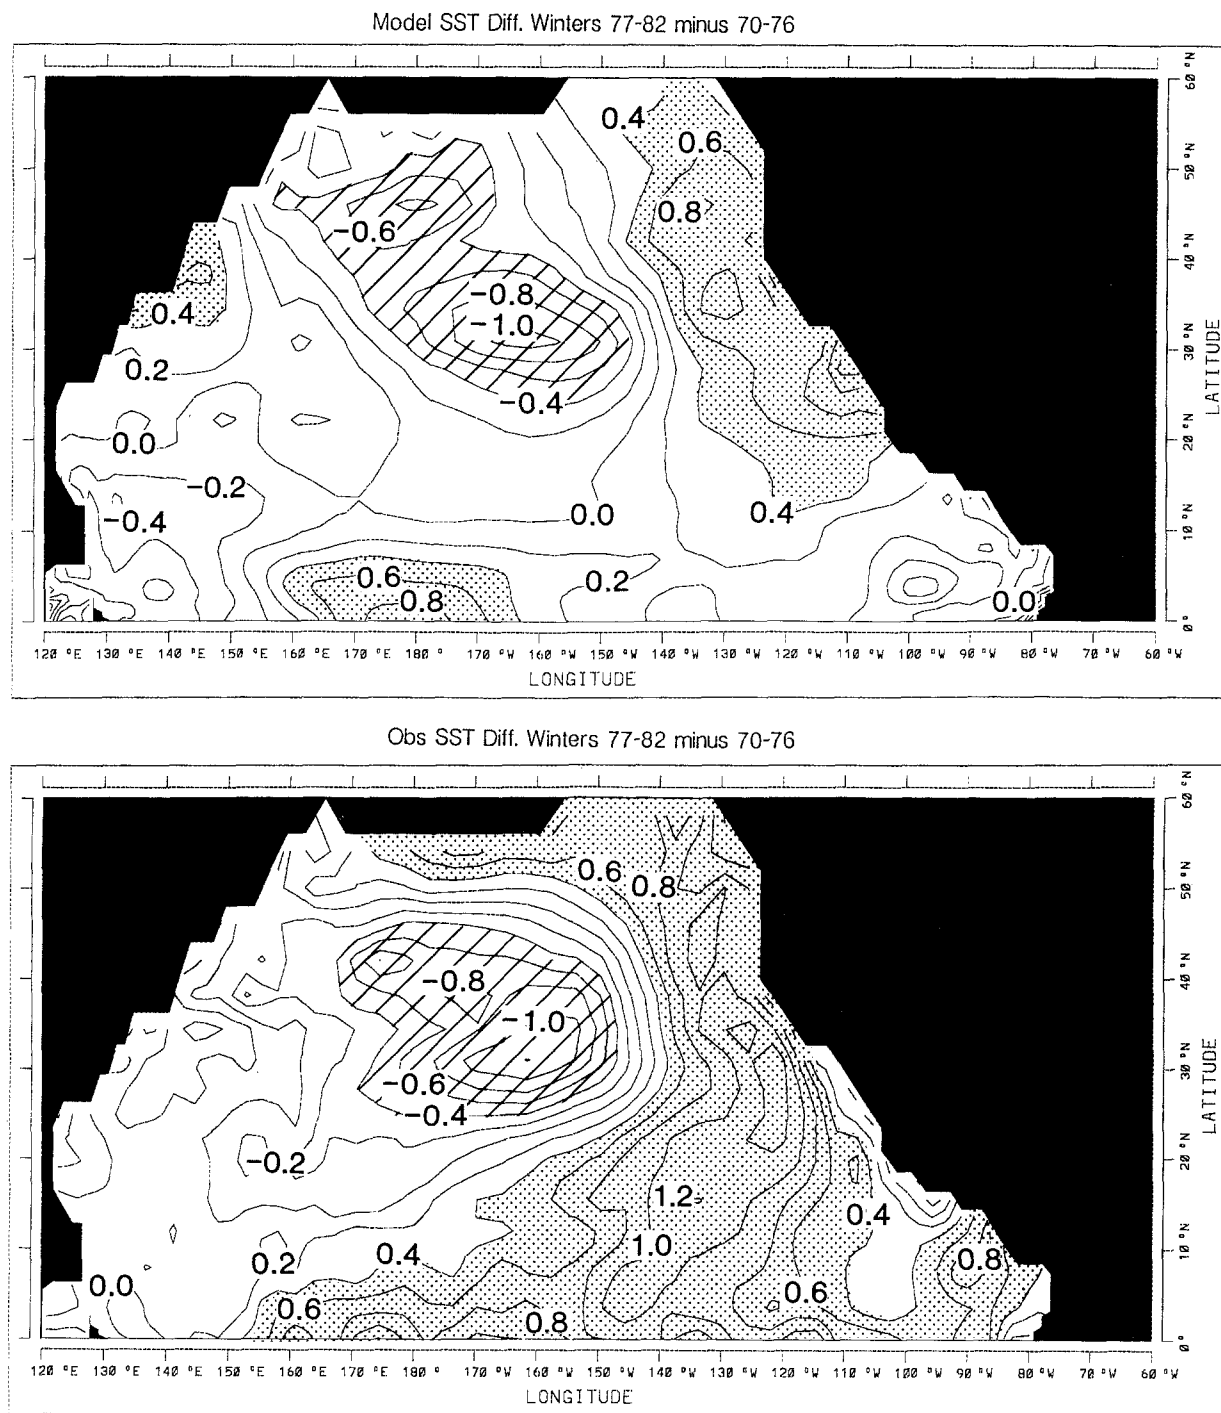 Model SST Diff. Winters 77-82 minus 70-76
60 °N
0.4
0.6
50 °N
0.8
-0.6
40 °N
-0.8
0.4
-1.0
30 °N
0.2
-0.4
0.0
20 °N
-0.2
-0.4
0.0
0.4
10 °N
0.6
0.2
0.8
0.0
0°
LATITUDE
120 °E 130 °E 140 °E 150 °E 160 °E 170 °E 180 ° 170 °W 160 °W 150 °W 140 °W 130 °W 120 °W 110 °W 100 °W 90 °W 80 °W 70 °W 60 °W
LONGITUDE
Obs SST Diff. Winters 77-82 minus 70-76
60 °N
0.6
0.8
50 °N
-0.8
40 °N
-1.0
-0.6
30 °N
-0.4
-0.2
20 °N
1.2
0.4
1.0
0.4
10 °N
0.2
0.8
0.0
0.6
0.6
0.8
0°
LATITUDE
120 °E 130 °E 140 °E 150 °E 160 °E 170 °E 180 ° 170 °W 160 °W 150 °W 140 °W 130 °W 120 °W 110 °W 100 °W 90 °W 80 °W 70 °W 60 °W
LONGITUDE